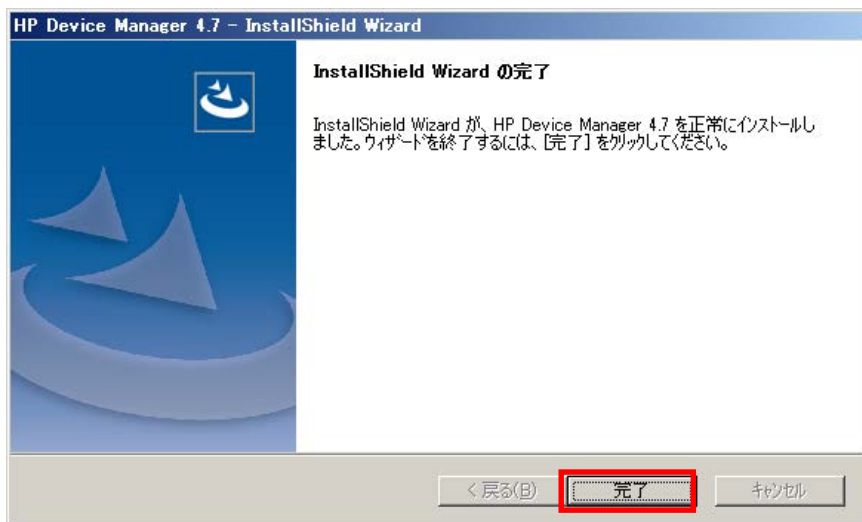 HP Device Manager 4.7 - InstallShield Wizard
InstallShield Wizard の完了
InstallShield Wizard が、HP Device Manager 4.7 を正常にインストールし
ました。ウィザードを終了するには、[完了] をクリックしてください。
< 戻る(B)
完了
キャンセル